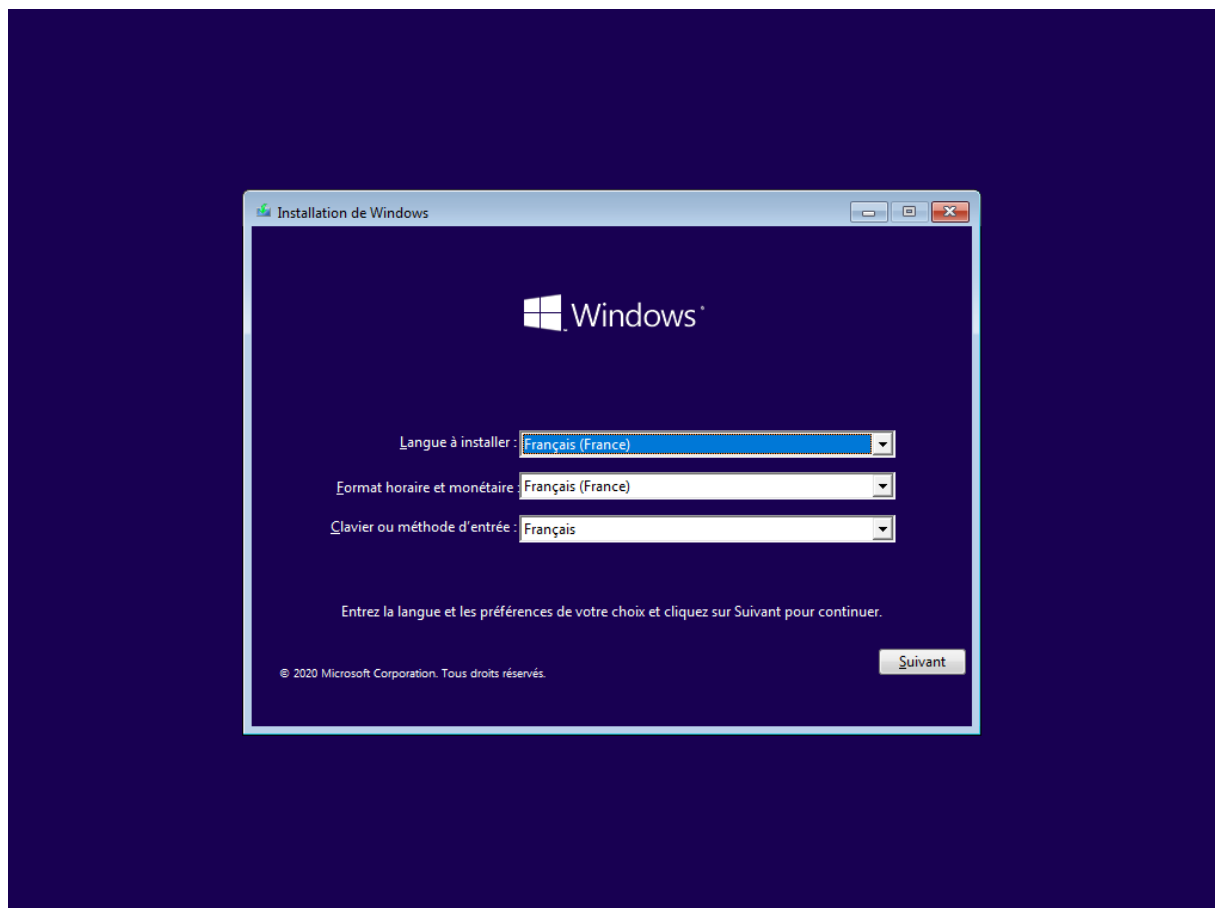 Installation de Windows
Windows
Langue à installer : Français (France)
Format horaire et monétaire : Français (France)
Clavier ou méthode d'entrée : Français
Entrez la langue et les préférences de votre choix et cliquez sur Suivant pour continuer.
Suivant
© 2020 Microsoft Corporation. Tous droits réservés.